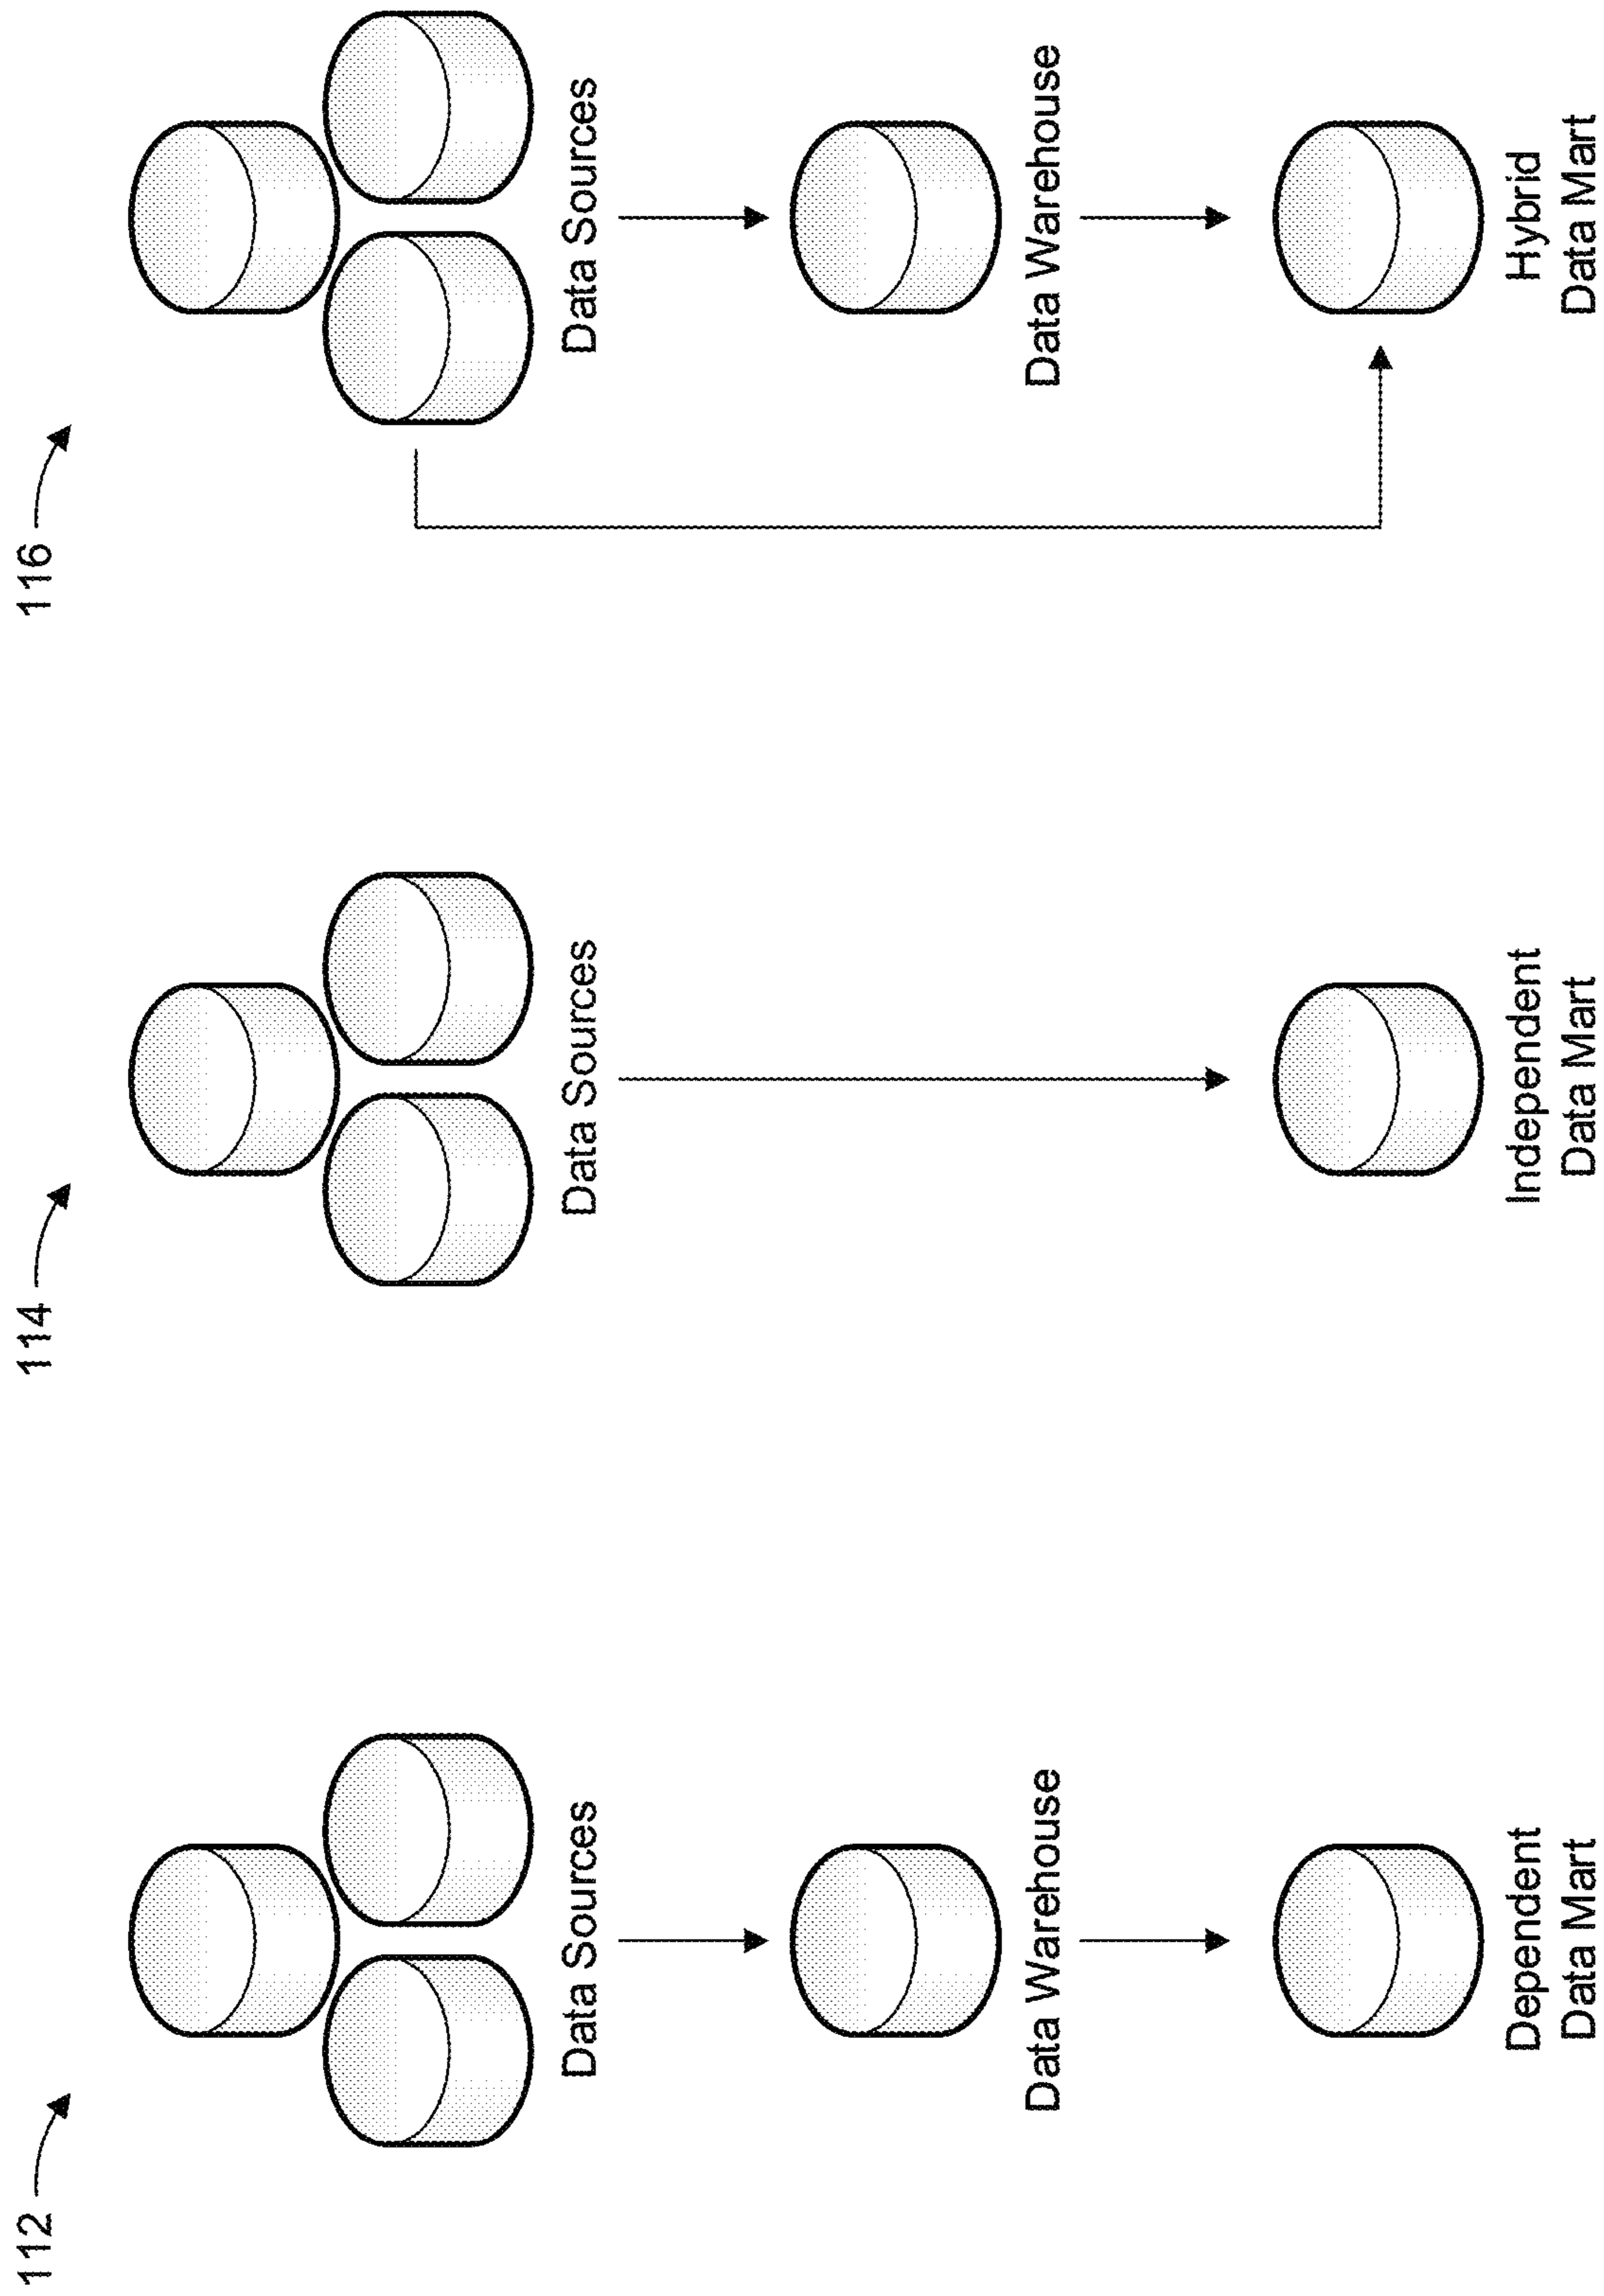 112
Data Sources
Data Warehouse
Dependent
Data Mart
114
Data Sources
Independent
Data Mart
116
Data Sources
Data Warehouse
Hybrid
Data Mart